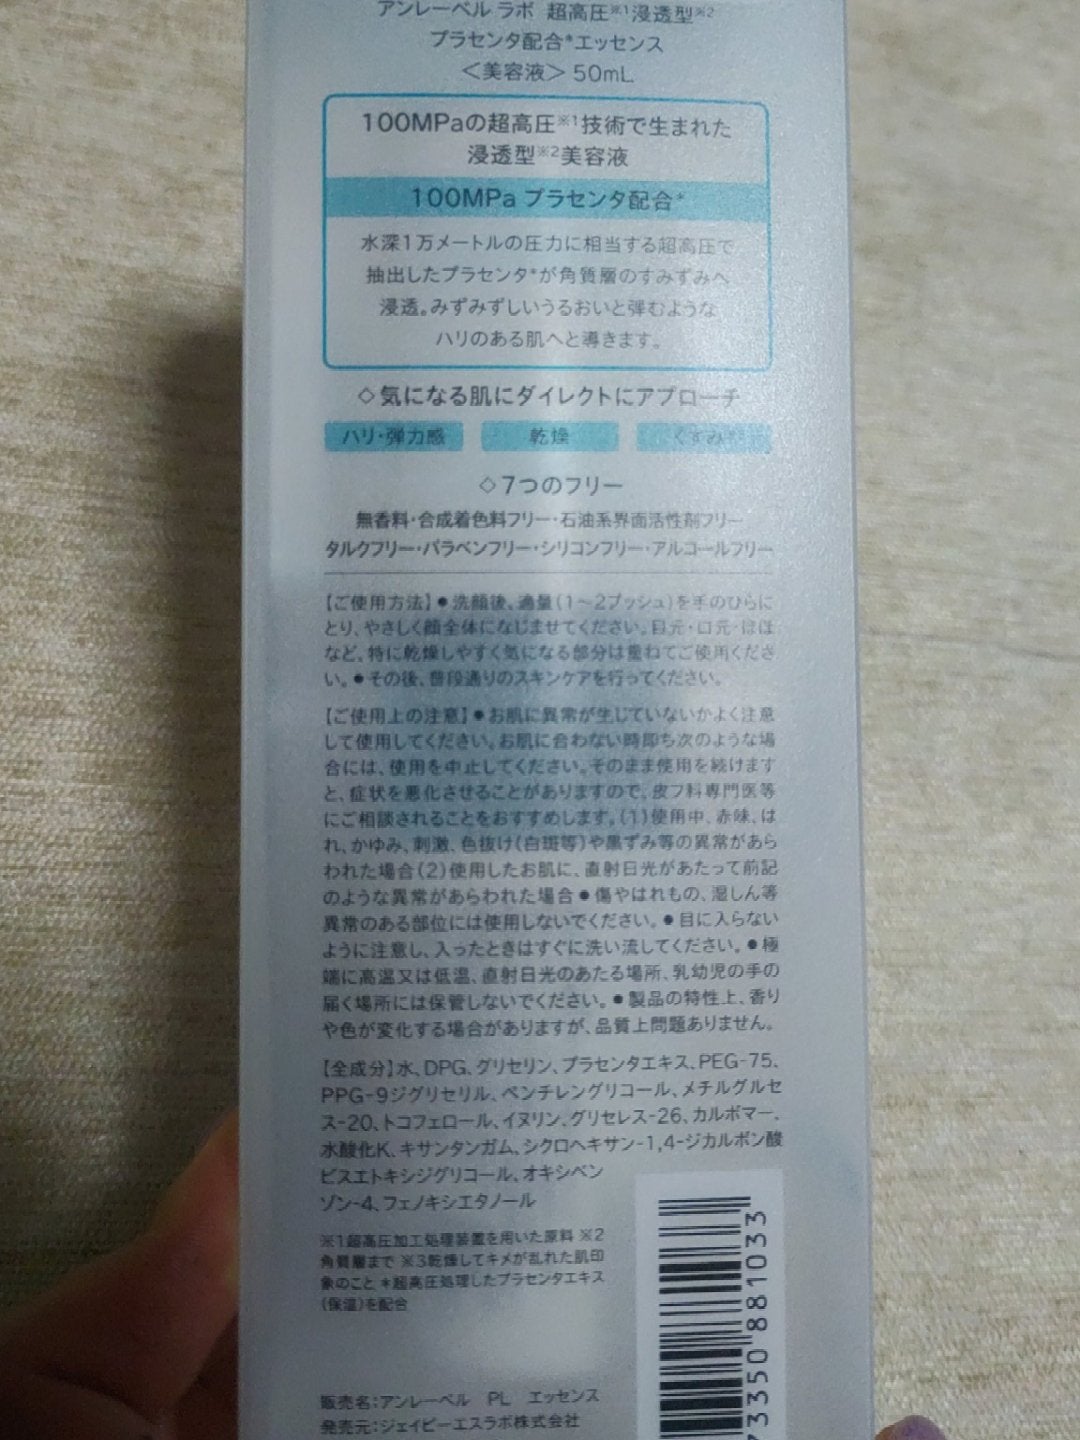 アンレーベル ラボ 超高圧※1浸透型※2
プラセンタ配合*エッセンス
＜美容液＞ 50mL
100MPaの超高圧※1技術で生まれた
浸透型※2美容液
100MPa プラセンタ配合*
水深1万メートルの圧力に相当する超高圧で
抽出したプラセンタ*が角質層のすみずみへ
浸透。みずみずしいうるおいと弾むような
ハリのある肌へと導きます。
◇気になる肌にダイレクトにアプローチ
ハリ・弾力感 乾燥 くすみ※3
◇7つのフリー
無香料・合成着色料フリー・石油系界面活性剤フリー
タルクフリー・パラベンフリー・シリコンフリー・アルコールフリー
【ご使用方法】●洗顔後、適量(1〜2プッシュ)を手のひらに
とり、やさしく顔全体になじませてください。目元・口元・ほほ
など、特に乾燥しやすく気になる部分は重ねてご使用くださ
い。●その後、普段通りのスキンケアを行ってください。
【ご使用上の注意】●お肌に異常が生じていないかよく注意
して使用してください。お肌に合わない時即ち次のような場
合には、使用を中止してください。そのまま使用を続けます
と、症状を悪化させることがありますので、皮フ科専門医等
にご相談されることをおすすめします。(1)使用中、赤味、は
れ、かゆみ、刺激、色抜け(白斑等)や黒ずみ等の異常があら
われた場合(2)使用したお肌に、直射日光があたって前記
のような異常があらわれた場合●傷やはれもの、湿しん等
異常のある部位には使用しないでください。●目に入らない
ように注意し、入ったときはすぐに洗い流してください。●極
端に高温又は低温、直射日光のあたる場所、乳幼児の手の
届く場所には保管しないでください。●製品の特性上、香り
や色が変化する場合がありますが、品質上問題ありません。
【全成分】水、DPG、グリセリン、プラセンタエキス、PEG-75、
PPG-9ジグリセリル、ペンチレングリコール、メチルグルセ
ス-20、トコフェロール、イヌリン、グリセレス-26、カルボマー、
水酸化K、キサンタンガム、シクロヘキサン-1,4-ジカルボン酸
ビスエトキシジグリコール、オキシベン
ゾン-4、フェノキシエタノール
※1超高圧加工処理装置を用いた原料 ※2
角質層まで ※3乾燥してキメが乱れた肌印
象のこと *超高圧処理したプラセンタエキス
(保湿)を配合
販売名:アンレーベル PL エッセンス
発売元:ジェイピーエスラボ株式会社
73350 881033